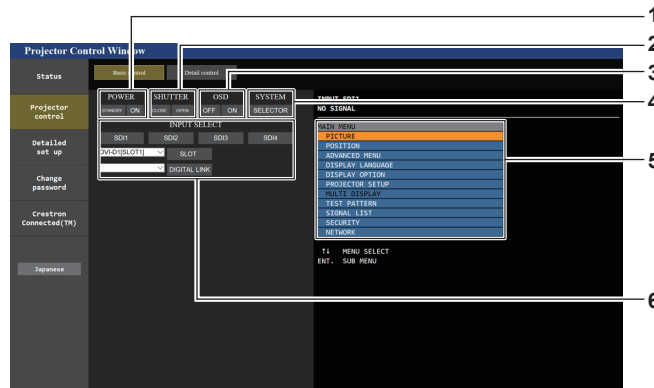 1
2
3
4
5
6
Projector Control Window
Status
Projector
control
Detailed
set up
Change
password
Crestron
Connected(TM)
Japanese
Basic control
Detail control
POWER
STANDBY ON
SHUTTER
CLOSE OPEN
OSD
OFF ON
SYSTEM
SELECTOR
INPUT SELECT
SDI1 SDI2 SDI3 SDI4
DVI-D1[SLOT1] SLOT
DIGITAL LINK
INPUT SDI1
NO SIGNAL
MAIN MENU
PICTURE
POSITION
ADVANCED MENU
DISPLAY LANGUAGE
DISPLAY OPTION
PROJECTOR SETUP
MULTI DISPLAY
TEST PATTERN
SIGNAL LIST
SECURITY
NETWORK
↑↓ MENU SELECT
ENT. SUB MENU